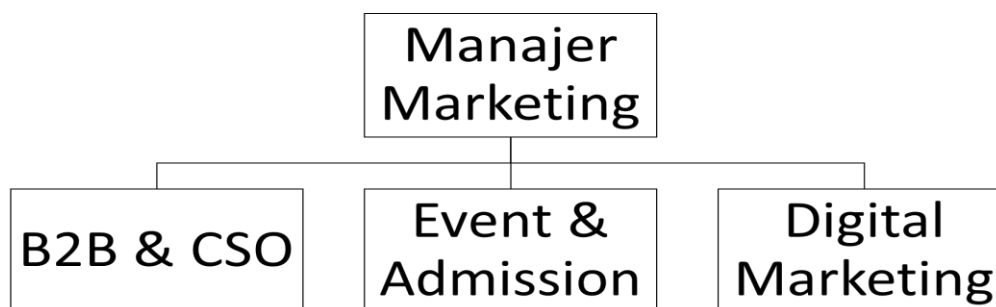 Manajer
Marketing
B2B & CSO
Event &
Admission
Digital
Marketing